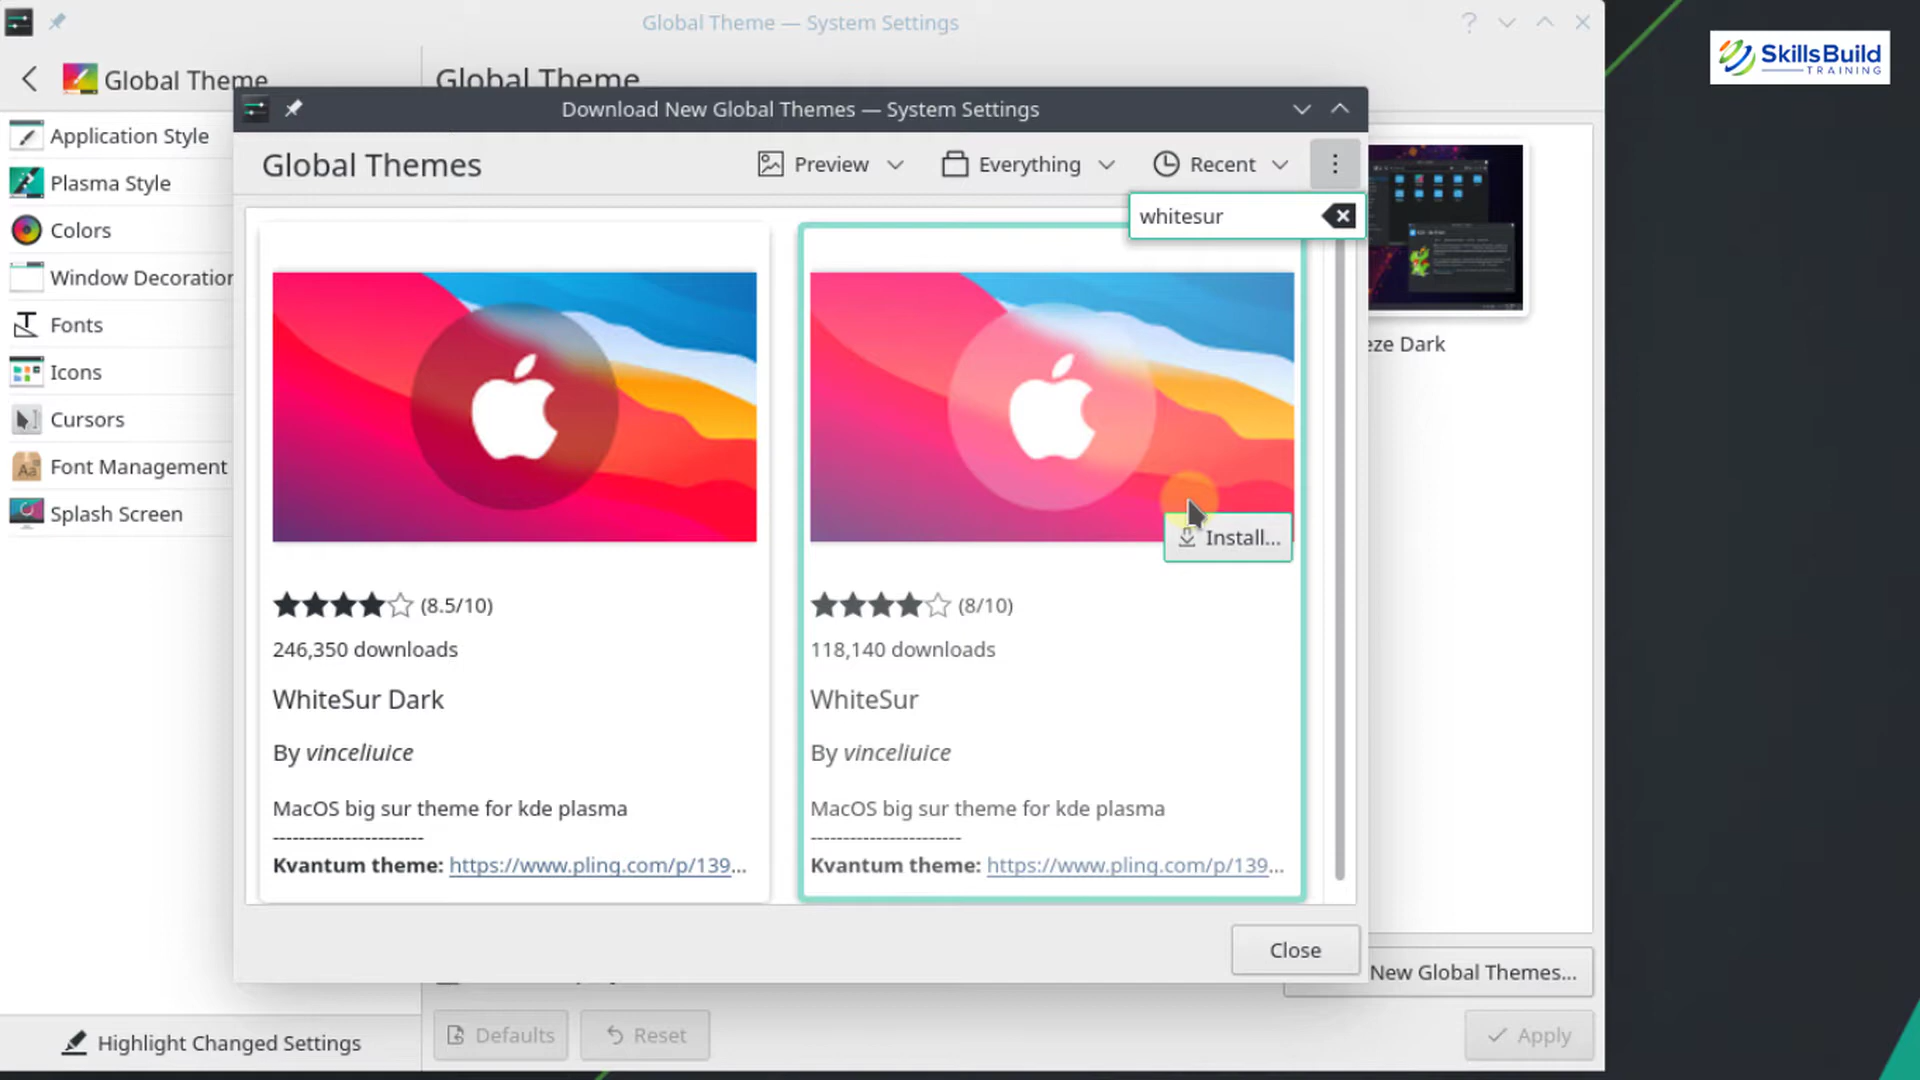 Global Theme — System Settings
?
SkillsBuild
TRAINING
Global Theme
Global Theme
Download New Global Themes — System Settings
Global Themes
Preview
Everything
Recent
whitesur
Application Style
Plasma Style
Colors
Window Decoration
Fonts
Icons
Cursors
Font Management
Splash Screen
eze Dark
Install...
(8.5/10)
246,350 downloads
WhiteSur Dark
By vinceliuice
MacOS big sur theme for kde plasma
-----------------------
Kvantum theme: https://www.pling.com/p/139...
(8/10)
118,140 downloads
WhiteSur
By vinceliuice
MacOS big sur theme for kde plasma
-----------------------
Kvantum theme: https://www.pling.com/p/139...
Close
New Global Themes...
Highlight Changed Settings
Defaults
Reset
Apply